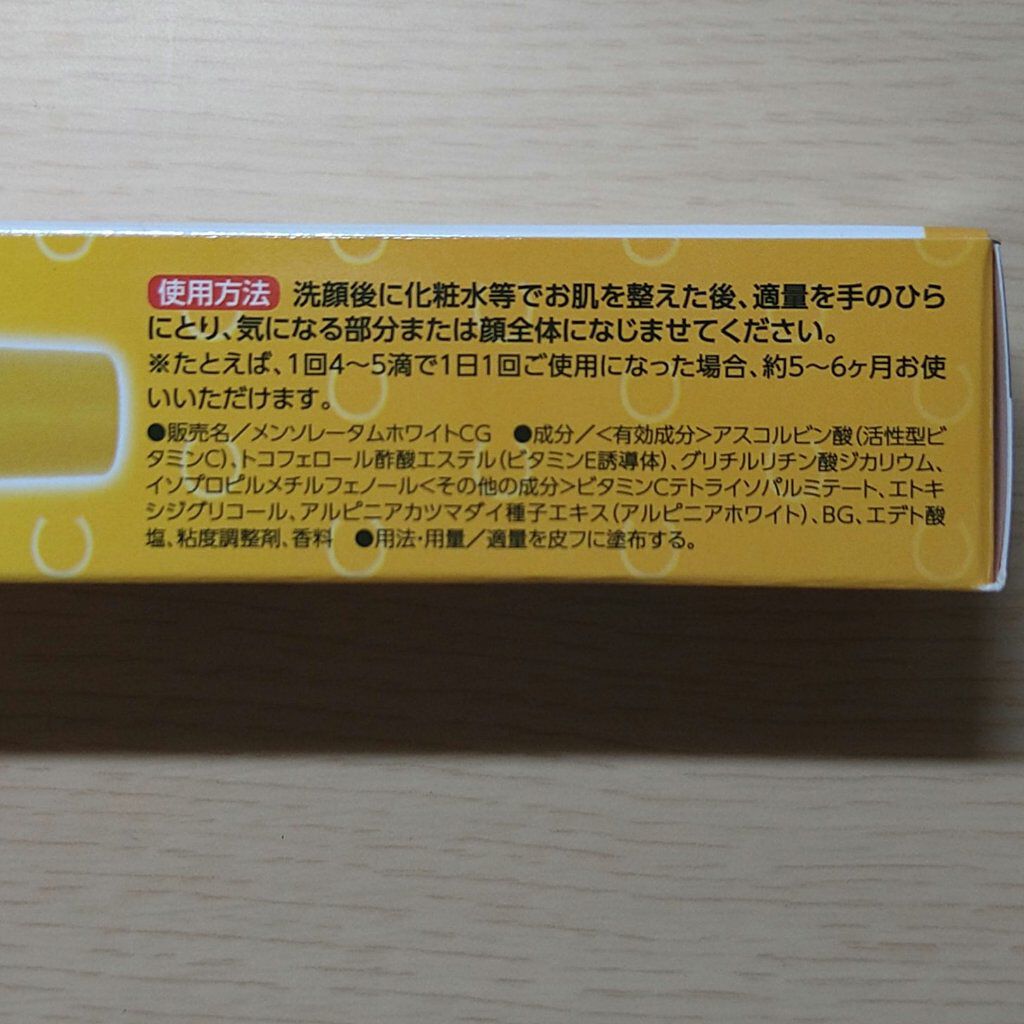 使用方法 洗顔後に化粧水等でお肌を整えた後、適量を手のひら
にとり、気になる部分または顔全体になじませてください。
※たとえば、1回4〜5滴で1日1回ご使用になった場合、約5〜6ヶ月お使
いいただけます。
●販売名／メンソレータムホワイトCG ●成分／<有効成分>アスコルビン酸（活性型ビ
タミンC）、トコフェロール酢酸エステル（ビタミンE誘導体）、グリチルリチン酸ジカリウム、
イソプロピルメチルフェノール<その他の成分>ビタミンCテトライソパルミテート、エトキ
シジグリコール、アルピニアカツマダイ種子エキス（アルピニアホワイト）、BG、エデト酸
塩、粘度調整剤、香料 ●用法・用量／適量を皮フに塗布する。